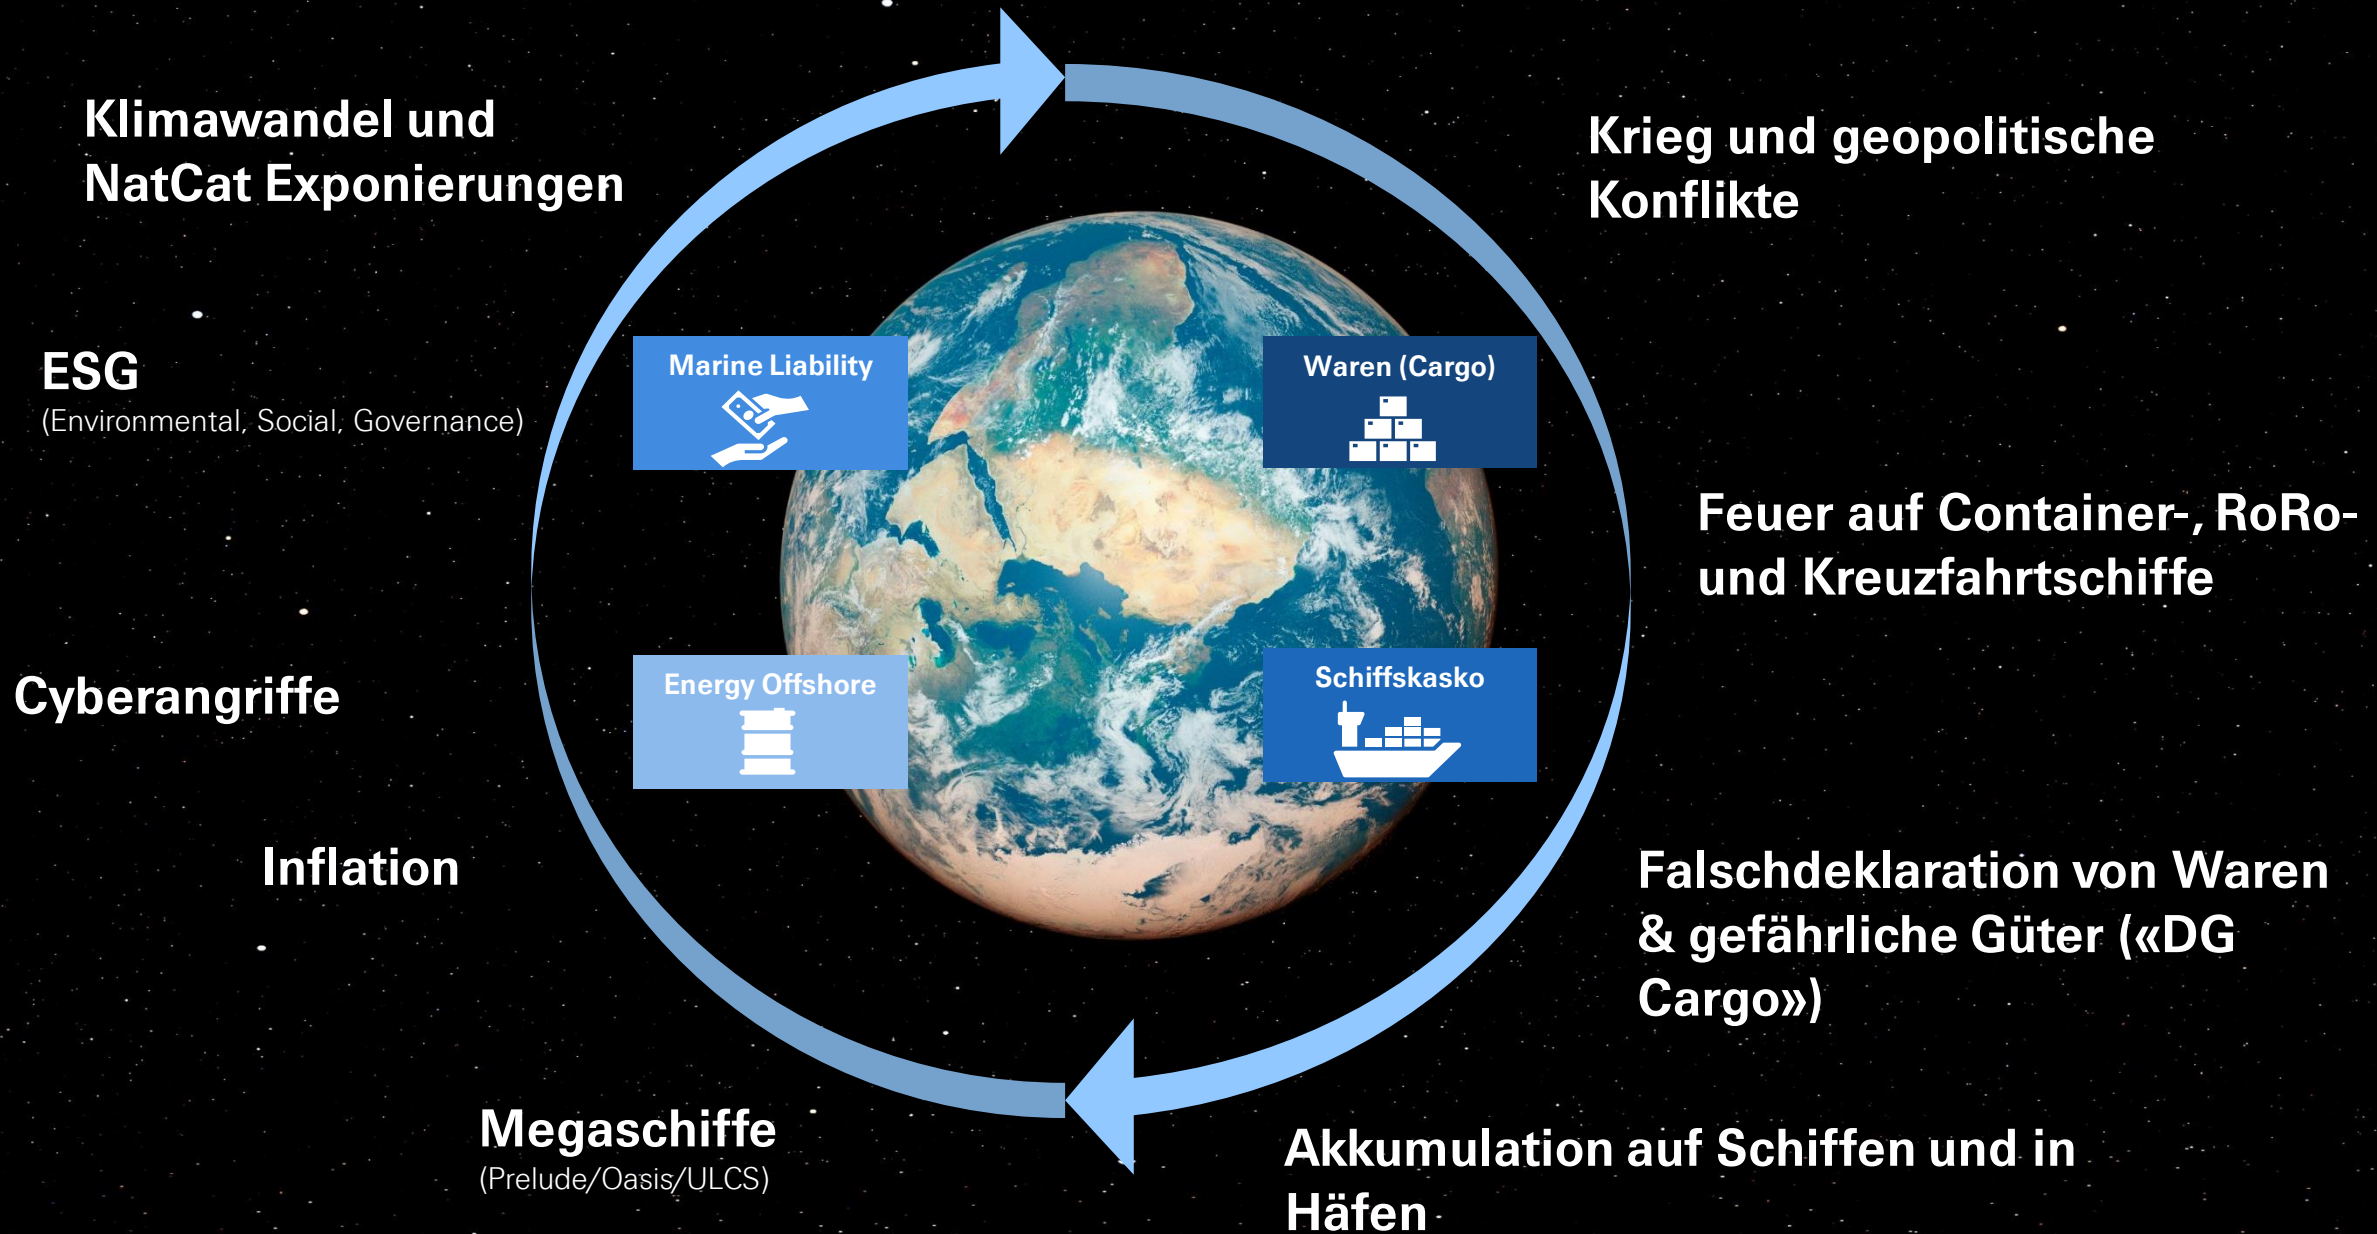 Klimawandel und
NatCat Exponierungen
Krieg und geopolitische
Konflikte
ESG
(Environmental, Social, Governance)
Marine Liability
Waren (Cargo)
Feuer auf Container-, RoRo-
und Kreuzfahrtschiffe
Cyberangriffe
Energy Offshore
Schiffskasko
Inflation
Falschdeklaration von Waren
& gefährliche Güter («DG
Cargo»)
Megaschiffe
(Prelude/Oasis/ULCS)
Akkumulation auf Schiffen und in
Häfen